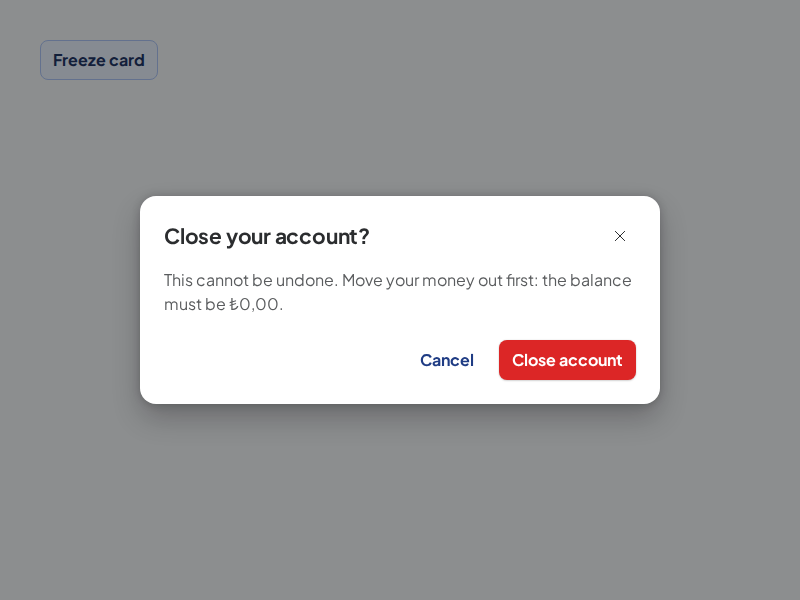 Freeze card
Close your account?
This cannot be undone. Move your money out first: the balance
must be ₺0,00.
Cancel
Close account